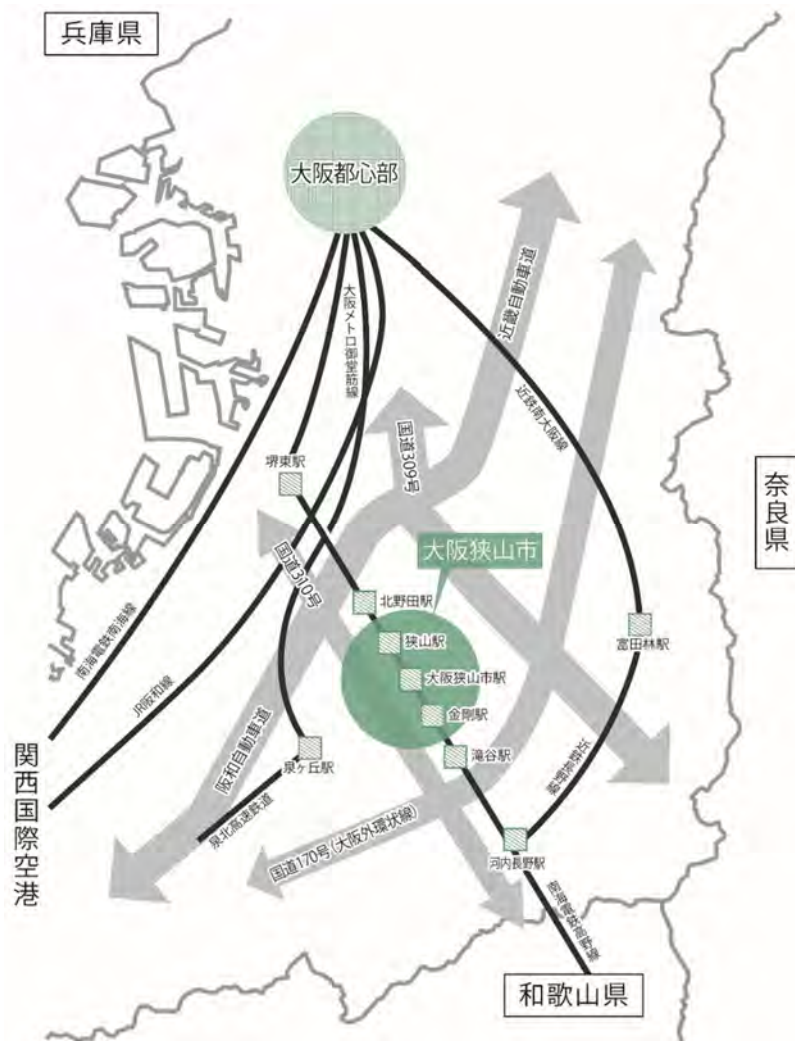 兵庫県
大阪都心部
近畿自動車道
大阪メトロ御堂筋線
近鉄南大阪線
国道309号
堺東駅
奈良県
大阪狭山市
国道310号
北野田駅
狭山駅
富田林駅
南海電鉄南海線
大阪狭山市駅
JR阪和線
金剛駅
阪和自動車道
泉ヶ丘駅
滝谷駅
近鉄長野線
関西国際空港
泉北高速鉄道
国道170号(大阪外環状線)
河内長野駅
南海電鉄高野線
和歌山県